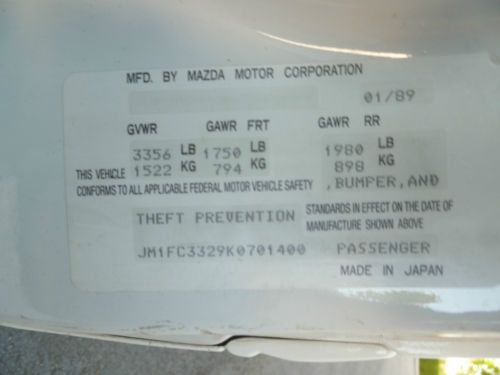 MFD. BY MAZDA MOTOR CORPORATION
01/89
GVWR GAWR FRT GAWR RR
3356 LB 1750 LB 1980 LB
THIS VEHICLE 1522 KG 794 KG 898 KG
CONFORMS TO ALL APPLICABLE FEDERAL MOTOR VEHICLE SAFETY ,BUMPER,AND
THEFT PREVENTION STANDARDS IN EFFECT ON THE DATE OF
MANUFACTURE SHOWN ABOVE
JM1FC3329K0701400 PASSENGER
MADE IN JAPAN